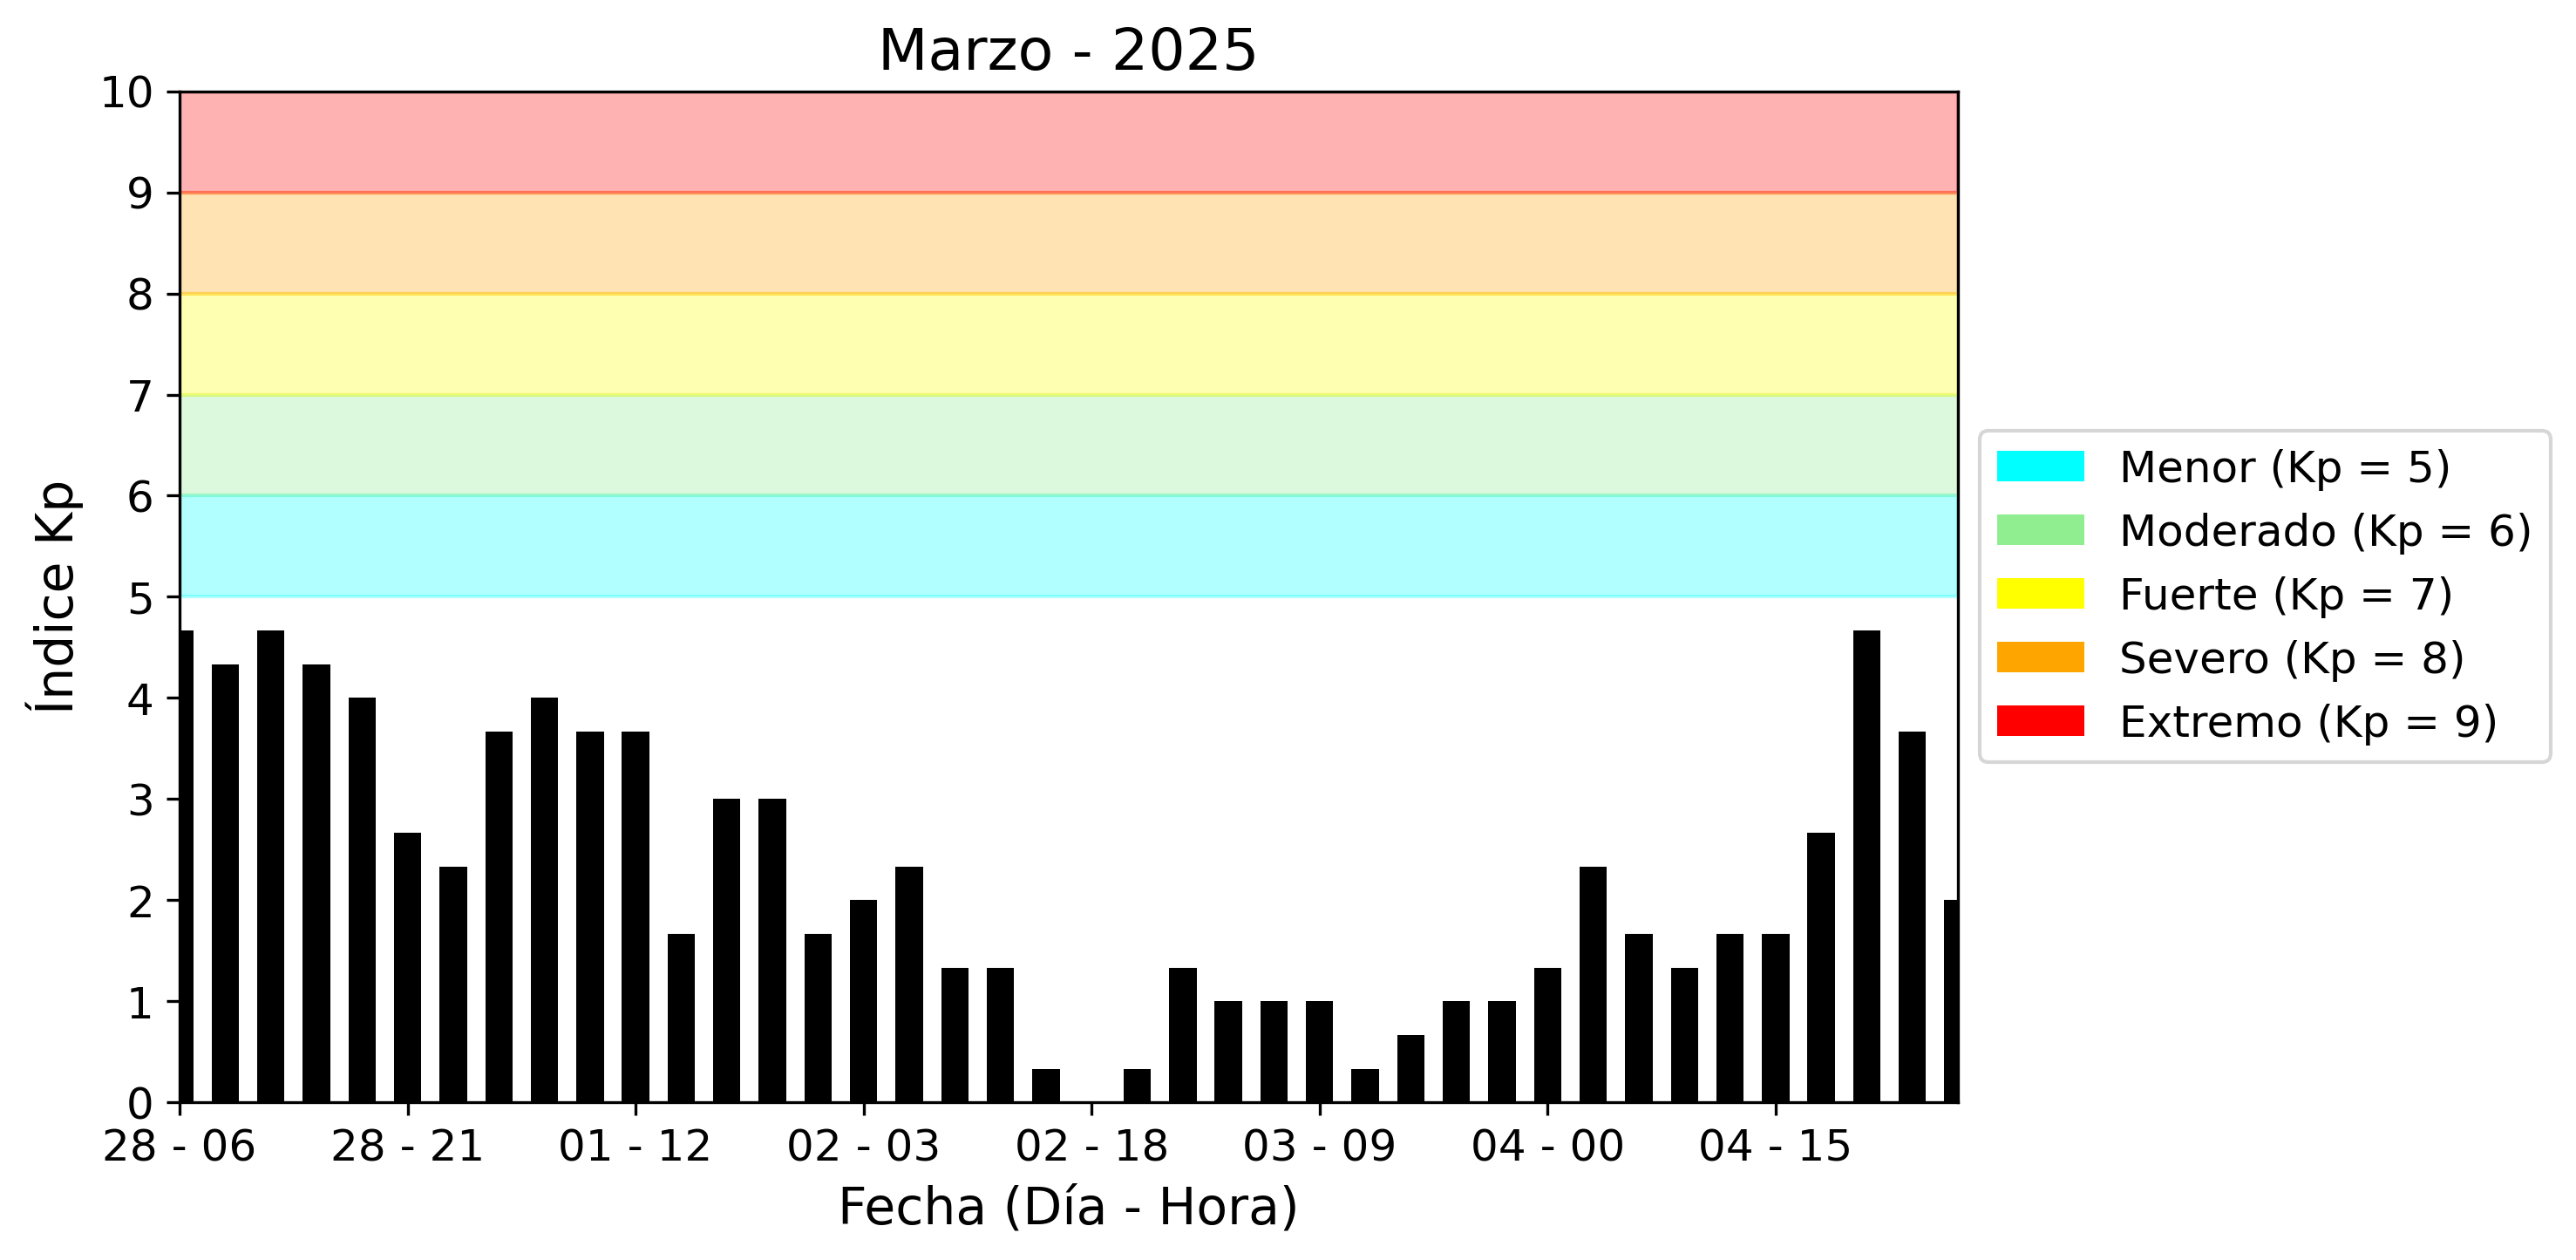 Marzo - 2025
10
9
8
7
6
5
4
3
2
1
0
Índice Kp
28 - 06
28 - 21
01 - 12
02 - 03
02 - 18
03 - 09
04 - 00
04 - 15
Fecha (Día - Hora)
Menor (Kp = 5)
Moderado (Kp = 6)
Fuerte (Kp = 7)
Severo (Kp = 8)
Extremo (Kp = 9)